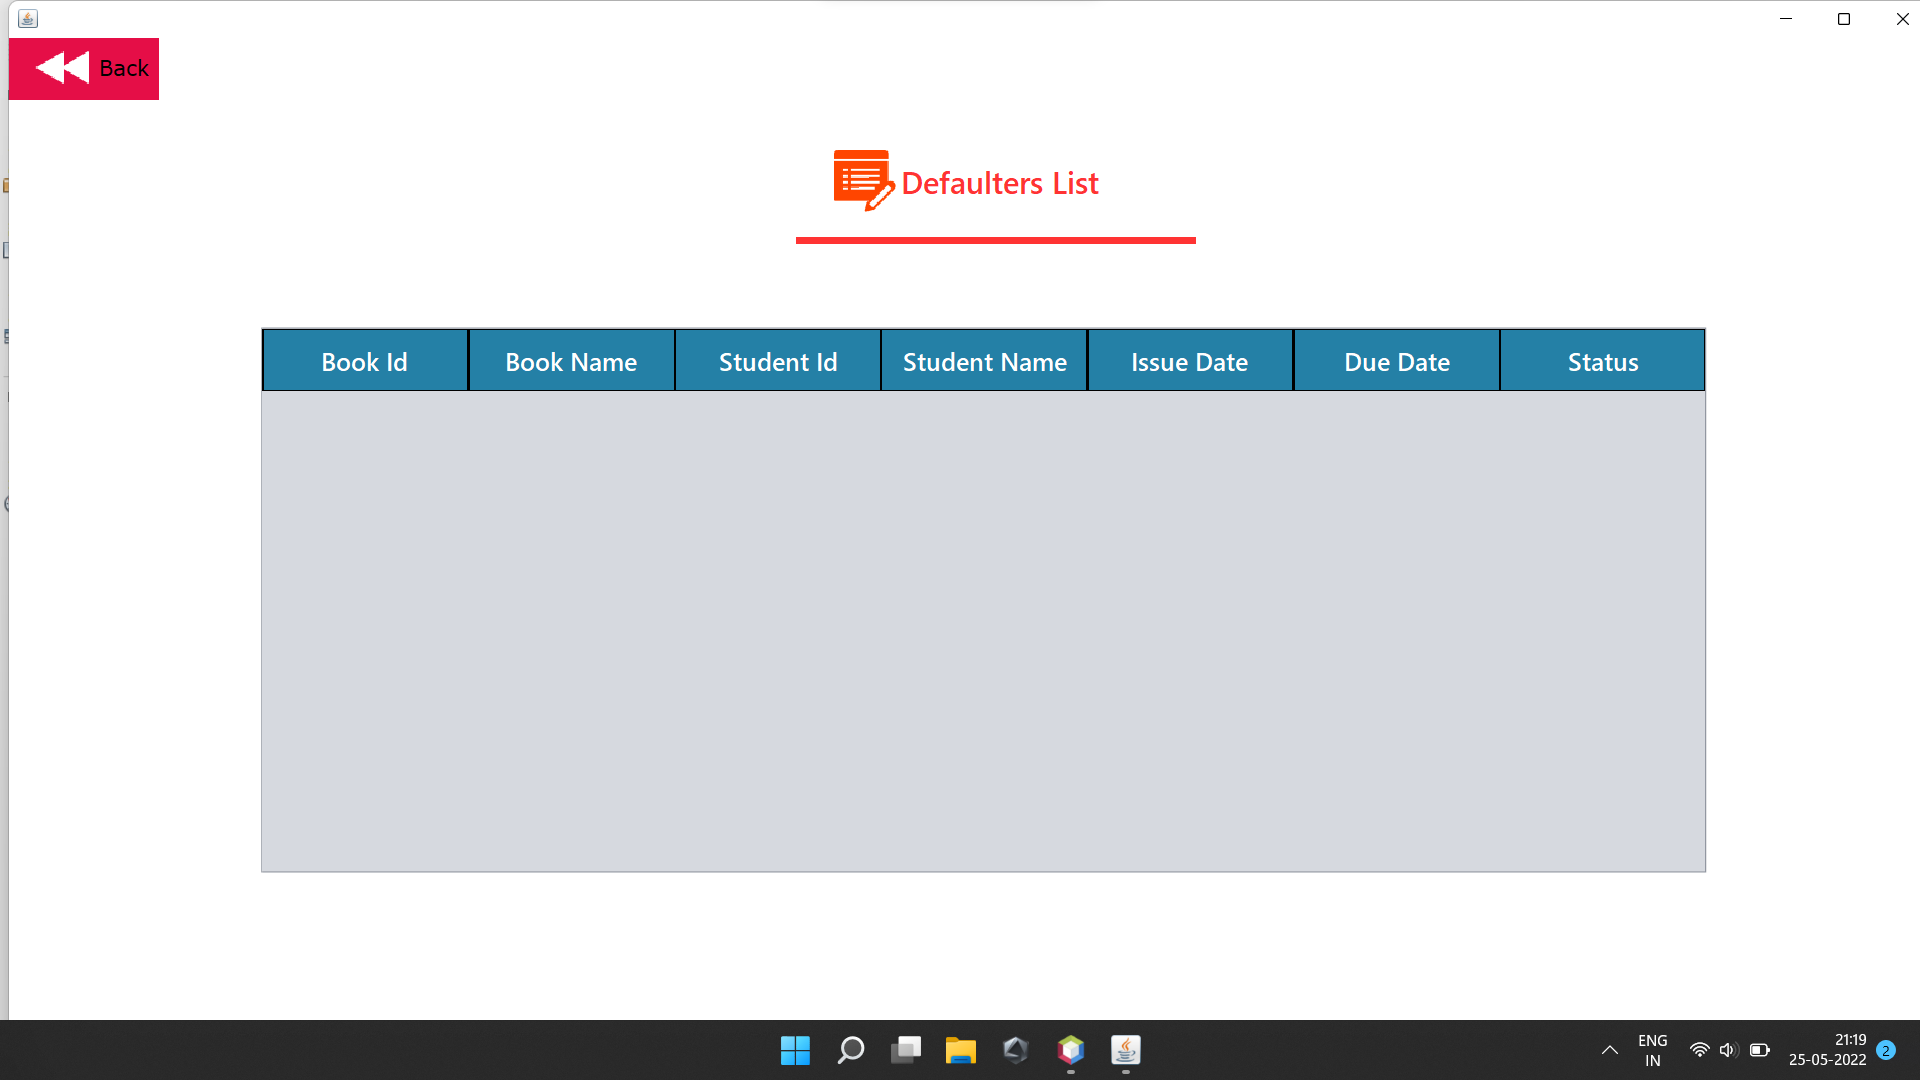 Back
Defaulters List
Book Id Book Name Student Id Student Name Issue Date Due Date Status
ENG
IN
21:19
25-05-2022
2